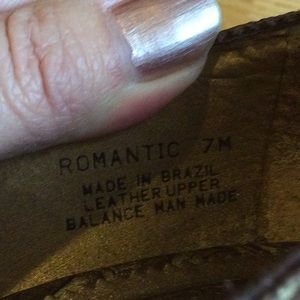 ROMANTIC 7M
MADE IN BRAZIL
LEATHER UPPER
BALANCE MAN MADE